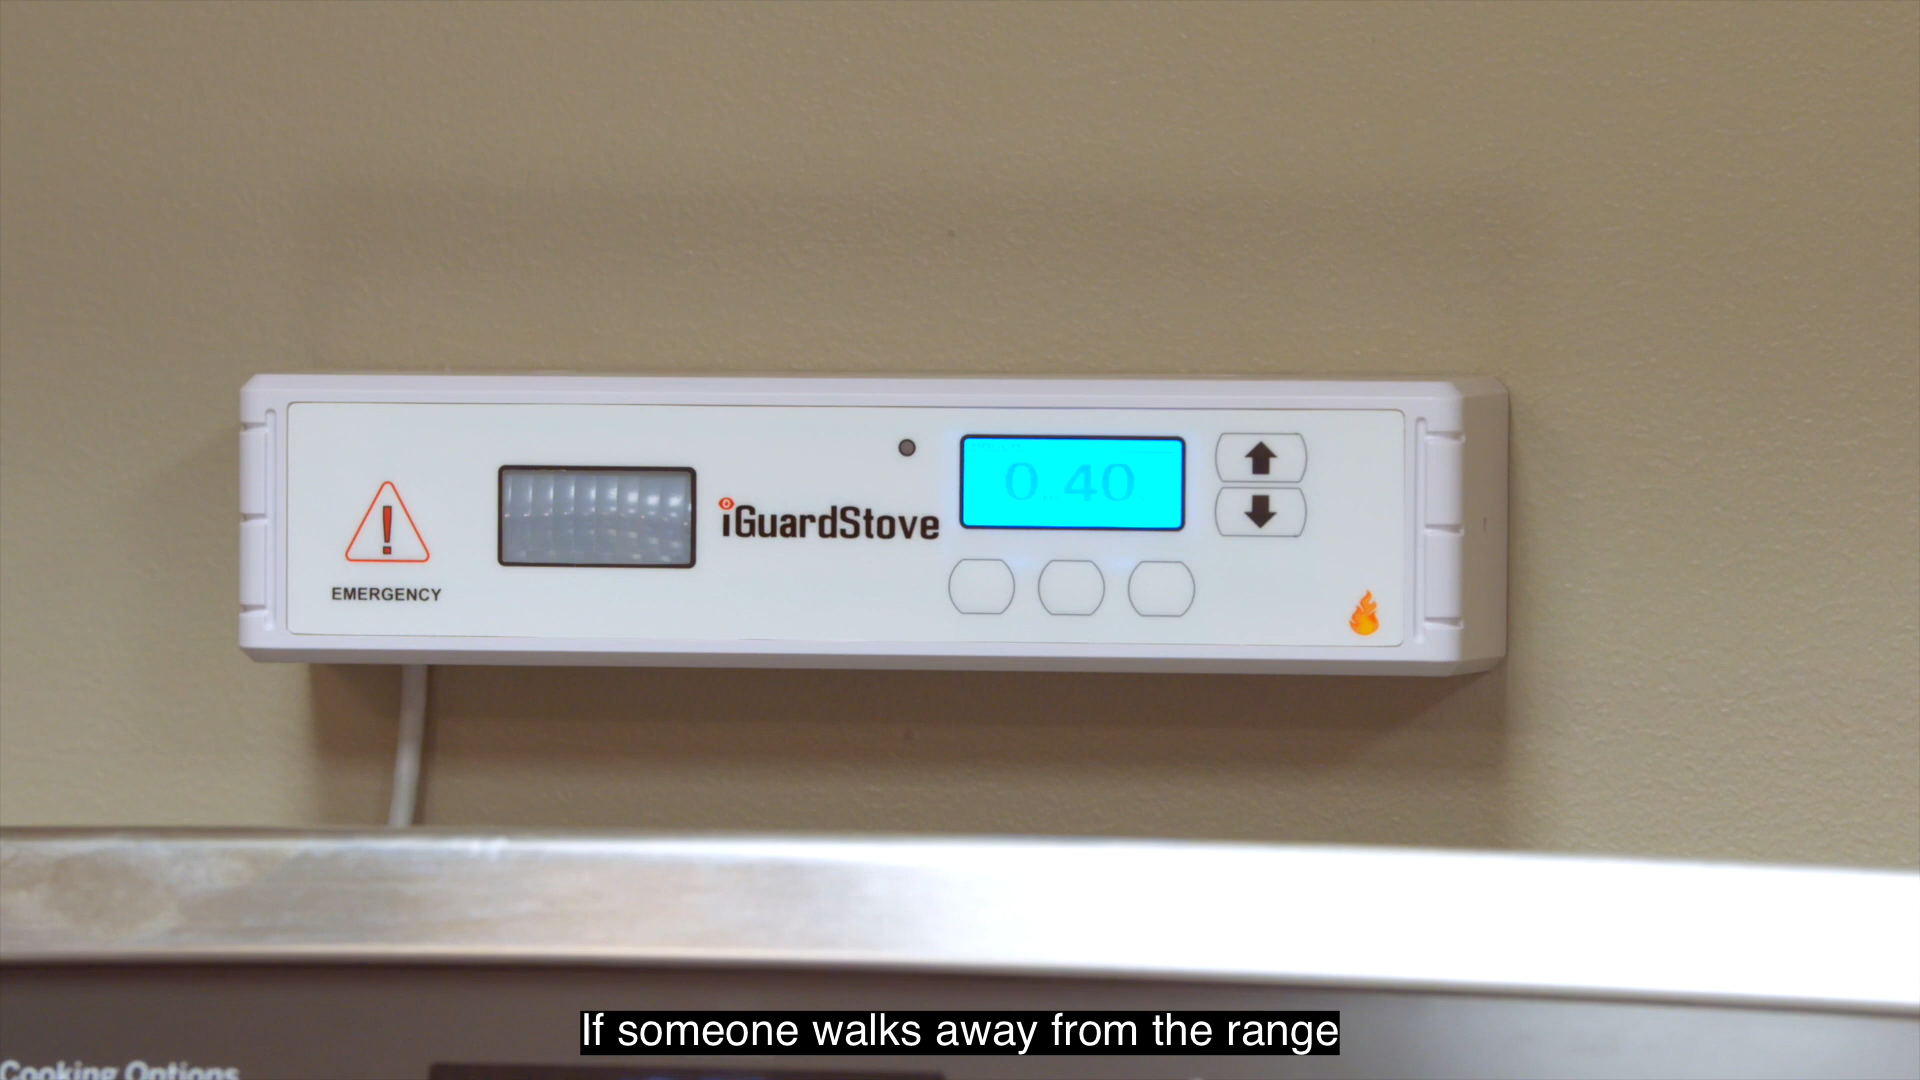 iGuardStove
0 40
EMERGENCY
If someone walks away from the range
Cooking Options